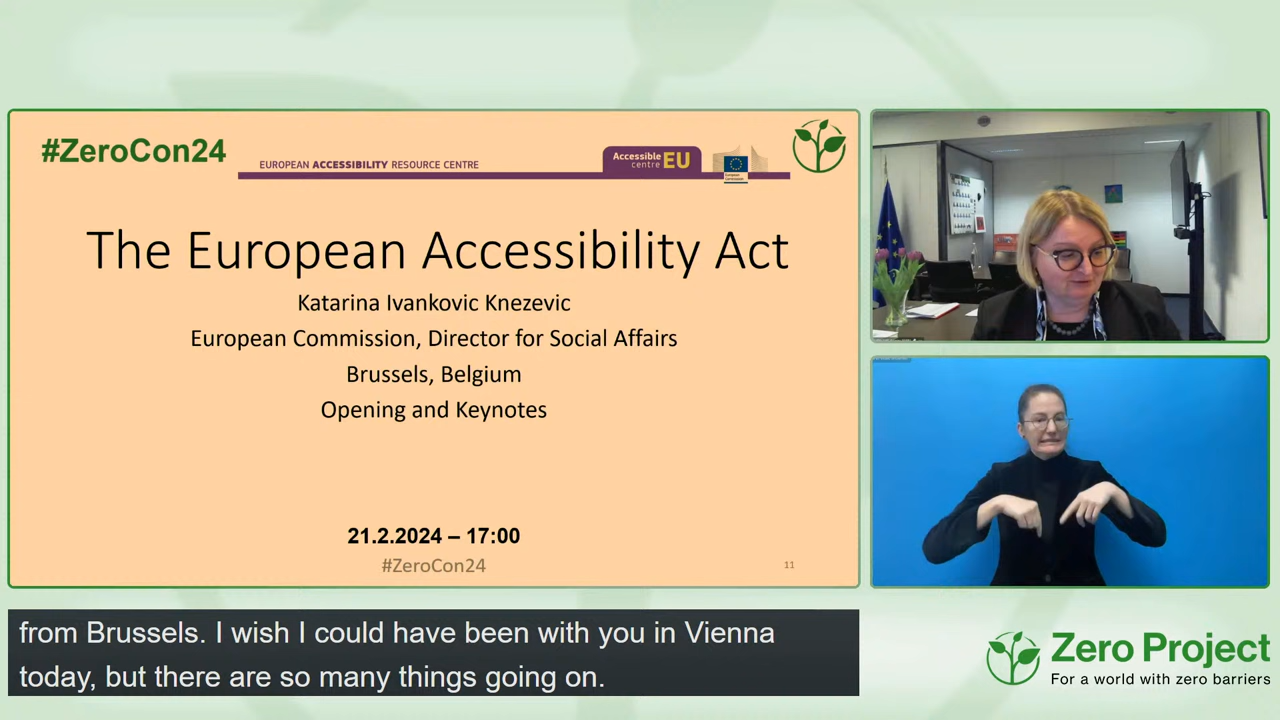 #ZeroCon24
EUROPEAN ACCESSIBILITY RESOURCE CENTRE
Accessible
centre EU
European
Commission
The European Accessibility Act
Katarina Ivankovic Knezevic
European Commission, Director for Social Affairs
Brussels, Belgium
Opening and Keynotes
21.2.2024 – 17:00
#ZeroCon24
11
from Brussels. I wish I could have been with you in Vienna
today, but there are so many things going on.
Zero Project
For a world with zero barriers